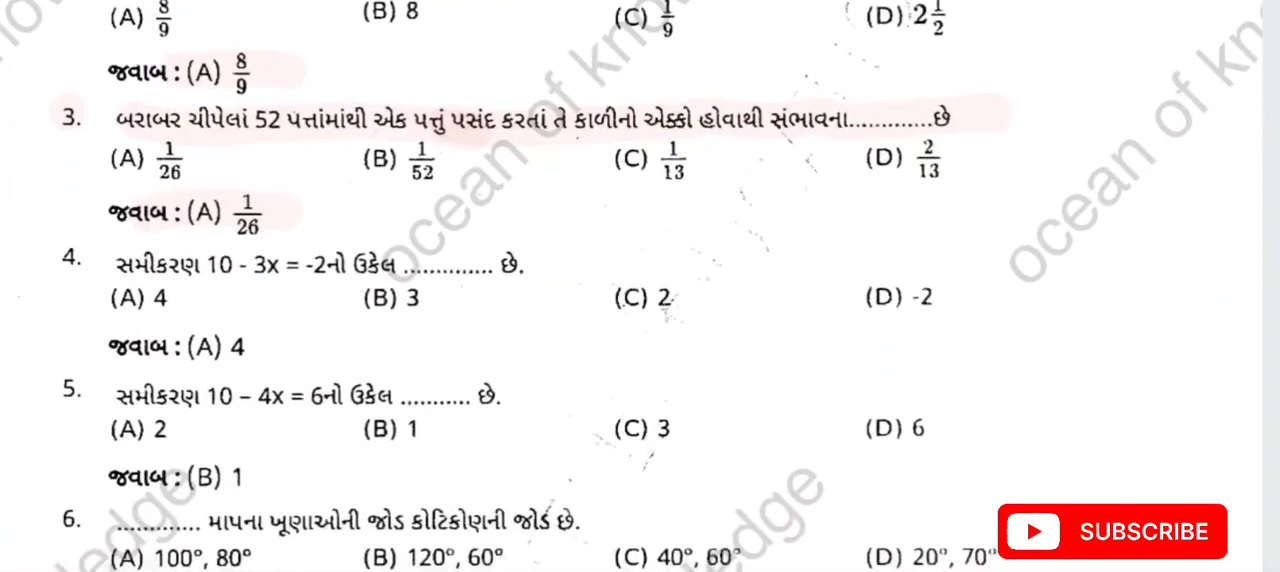 (A) 8/9 (B) 8 (C) 1/9 (D) 2 1/2
જવાબ : (A) 8/9
3. બરાબર ચીપેલાં 52 પત્તાંમાંથી એક પત્તું પસંદ કરતાં તે કાળીનો એક્કો હોવાથી સંભાવના.............છે
(A) 1/26 (B) 1/52 (C) 1/13 (D) 2/13
જવાબ : (A) 1/26
4. સમીકરણ 10 - 3x = -2નો ઉકેલ .............. છે.
(A) 4 (B) 3 (C) 2 (D) -2
જવાબ : (A) 4
5. સમીકરણ 10 – 4x = 6નો ઉકેલ ........... છે.
(A) 2 (B) 1 (C) 3 (D) 6
જવાબ : (B) 1
6. ............. માપના ખૂણાઓની જોડ કોટિકોણની જોડ છે.
(A) 100°, 80° (B) 120°, 60° (C) 40°, 60° (D) 20°, 70°
SUBSCRIBE
ocean of kno
ocean of kn
edge
ledge